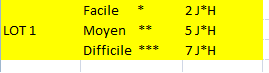 Facile * 2 J*H
LOT 1 Moyen ** 5 J*H
Difficile *** 7 J*H